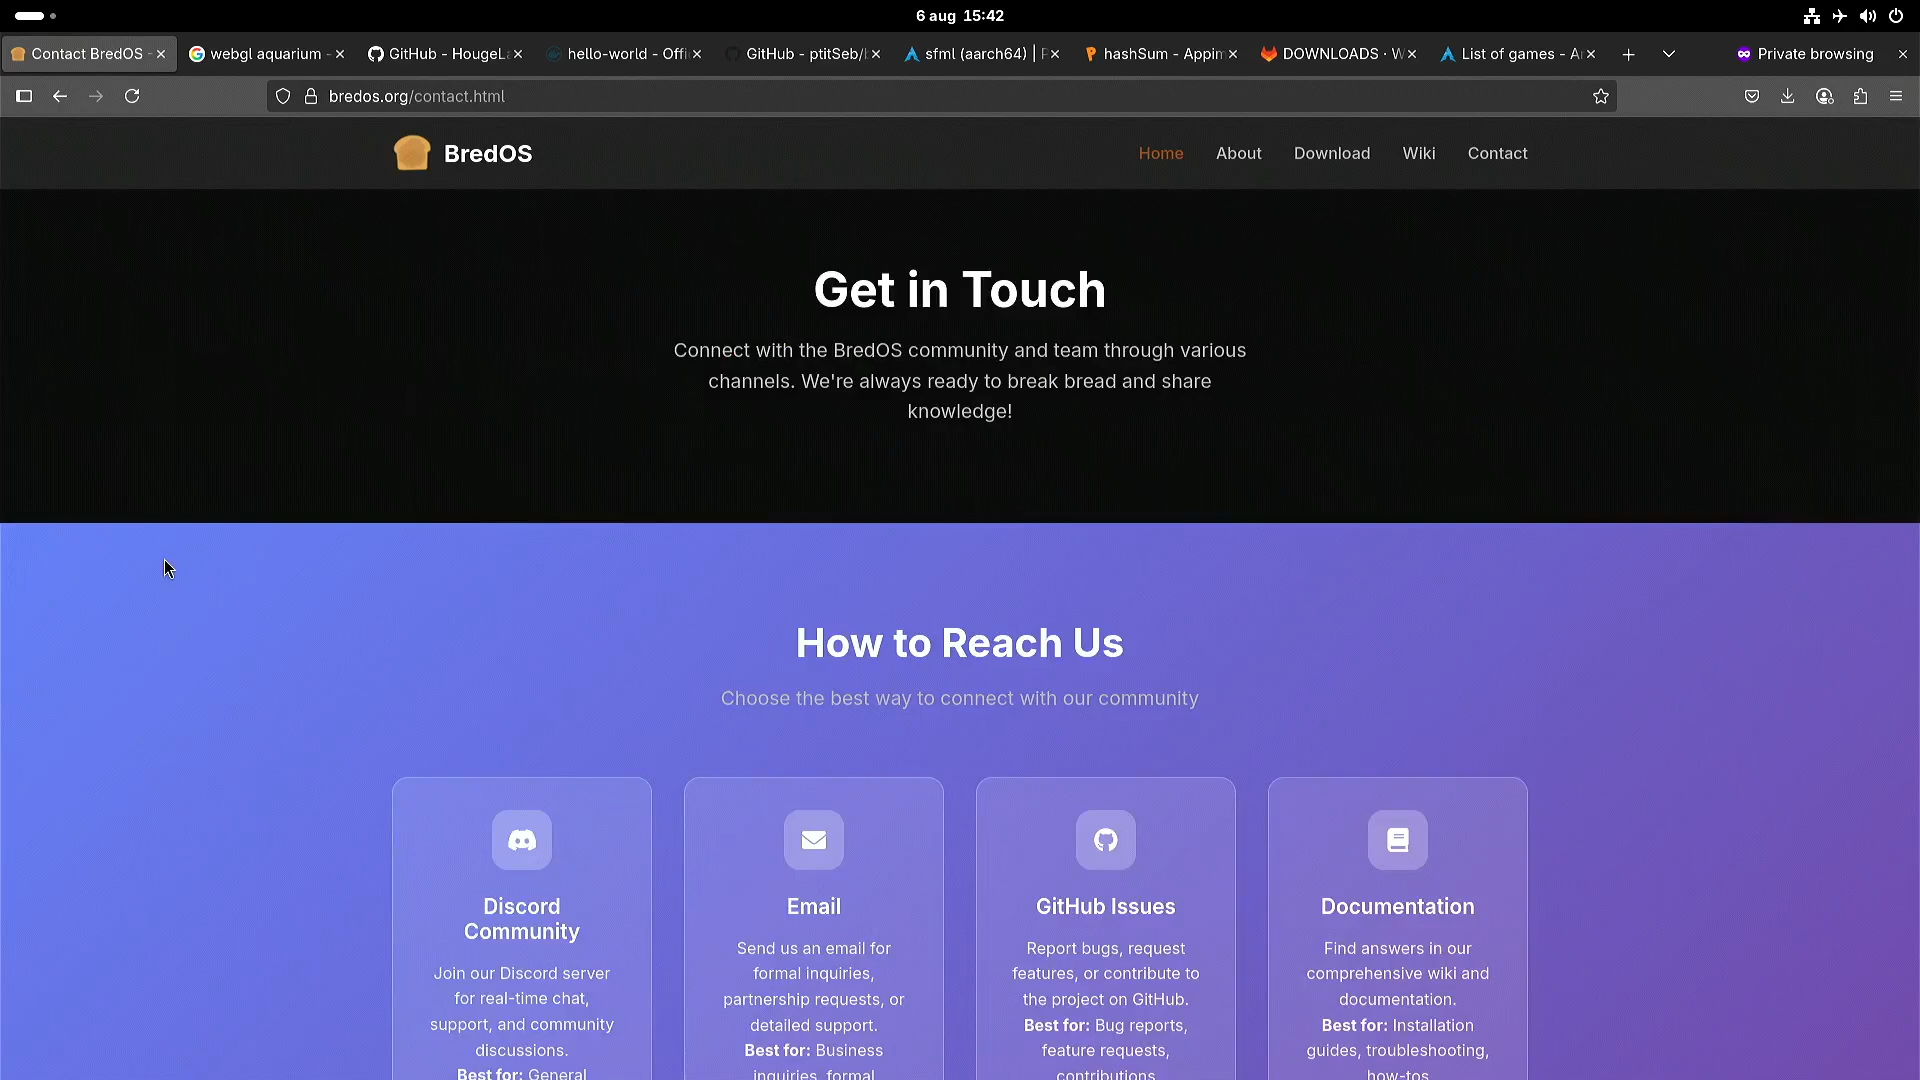 6 aug 15:42
Contact BredOS -
webgl aquarium -
GitHub - HougeLa
hello-world - Offi
GitHub - ptitSeb/
sfml (aarch64) |
hashSum - Appim
DOWNLOADS · W
List of games - A
Private browsing
bredos.org/contact.html
BredOS
Home
About
Download
Wiki
Contact
Get in Touch
Connect with the BredOS community and team through various
channels. We're always ready to break bread and share
knowledge!
How to Reach Us
Choose the best way to connect with our community
Discord
Community
Join our Discord server
for real-time chat,
support, and community
discussions.
Best for: General
Email
Send us an email for
formal inquiries,
partnership requests, or
detailed support.
Best for: Business
inquiries, formal
GitHub Issues
Report bugs, request
features, or contribute to
the project on GitHub.
Best for: Bug reports,
feature requests,
contributions
Documentation
Find answers in our
comprehensive wiki and
documentation.
Best for: Installation
guides, troubleshooting,
how-tos